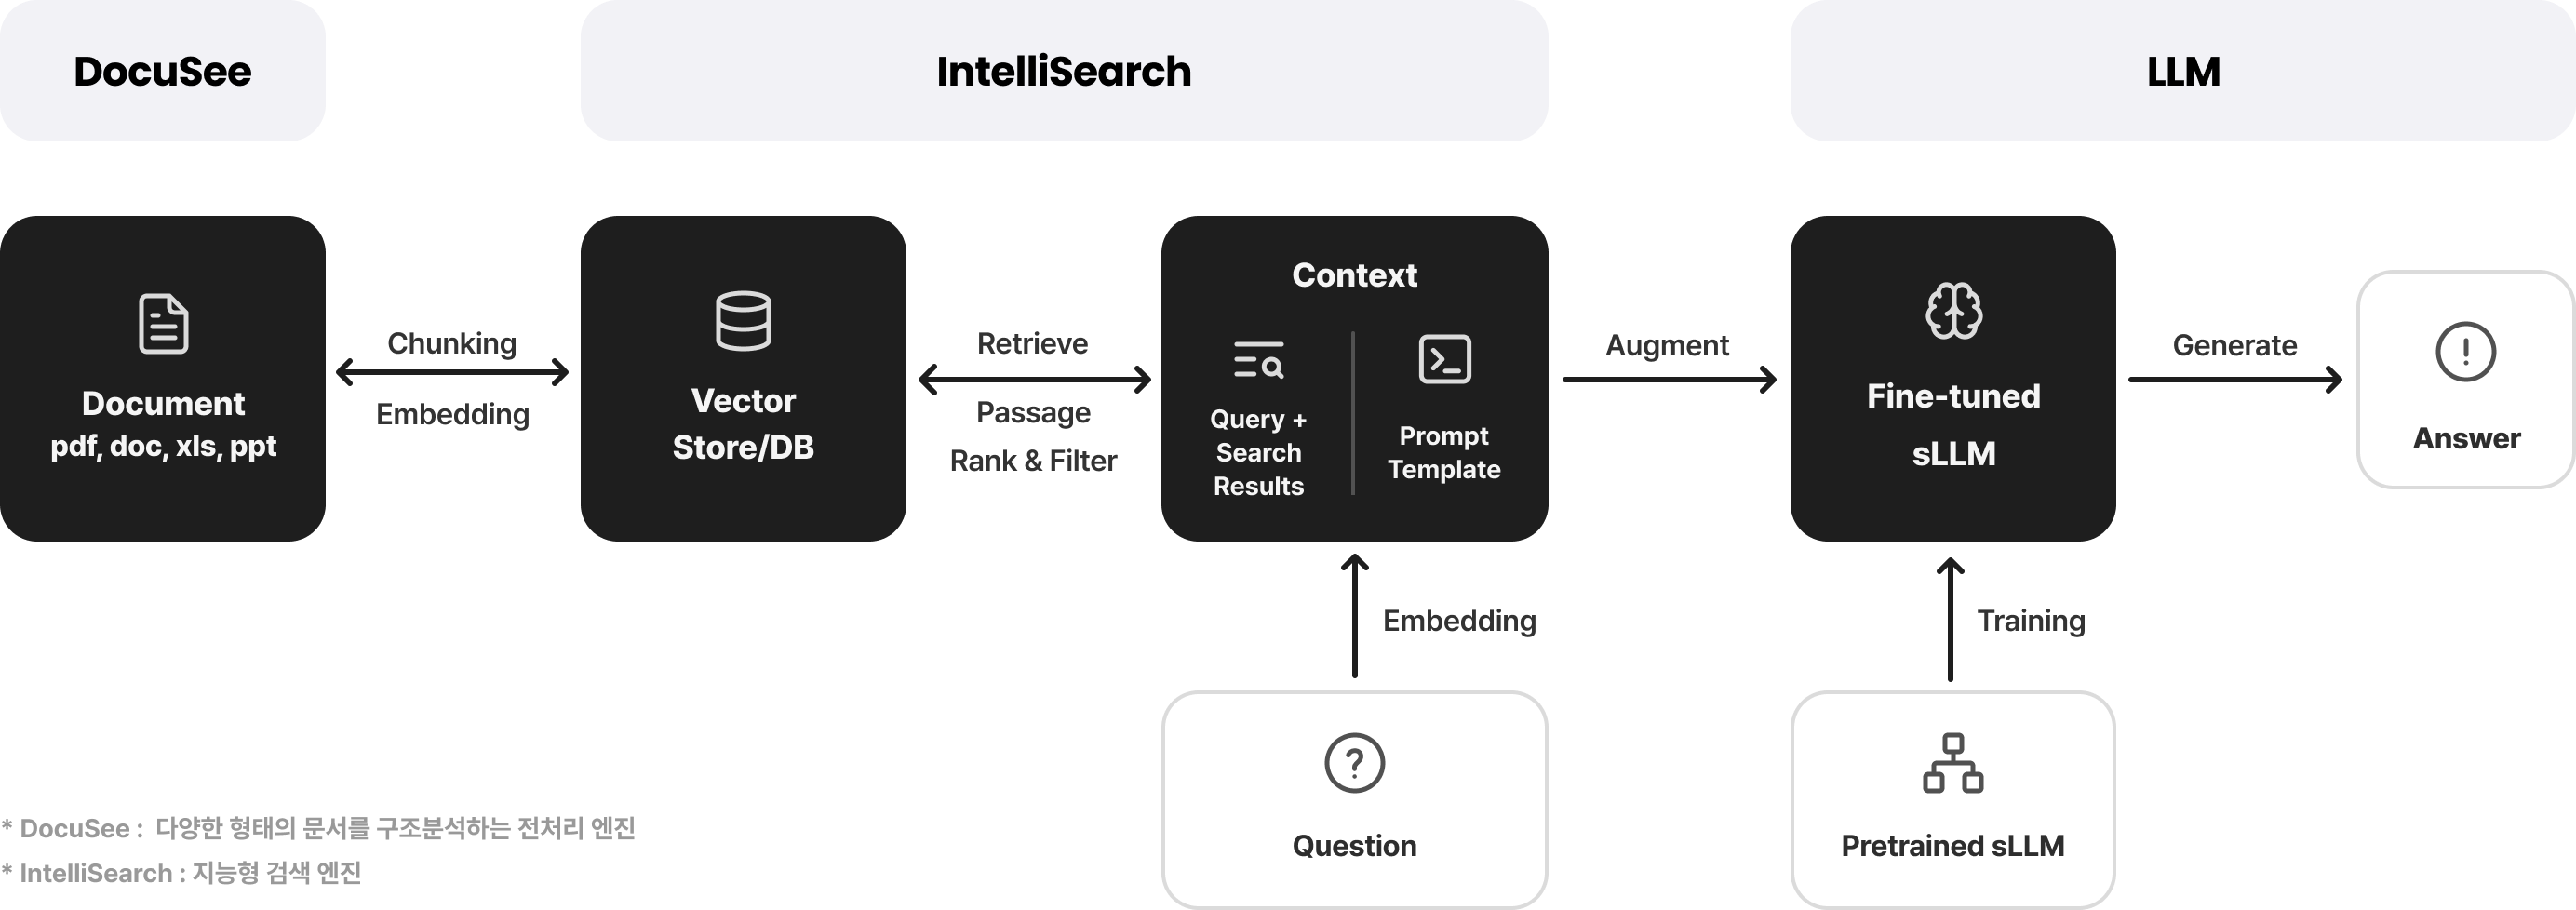 DocuSee
IntelliSearch
LLM
Document
pdf, doc, xls, ppt
Chunking
Embedding
Vector
Store/DB
Retrieve
Passage
Rank & Filter
Context
Query +
Search
Results
Prompt
Template
Augment
Fine-tuned
sLLM
Generate
Answer
Embedding
Training
Question
Pretrained sLLM
* DocuSee : 다양한 형태의 문서를 구조분석하는 전처리 엔진
* IntelliSearch : 지능형 검색 엔진